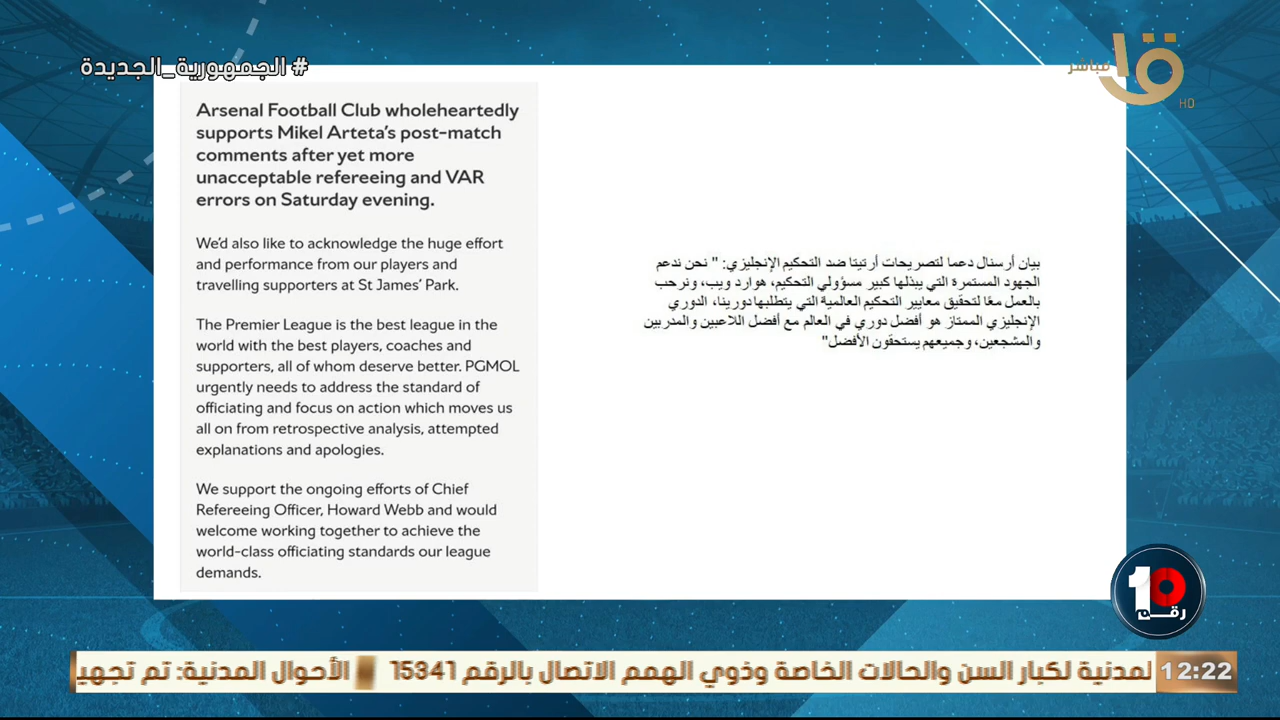 #الجمهورية_الجديدة
مباشر
HD
Arsenal Football Club wholeheartedly
supports Mikel Arteta's post-match
comments after yet more
unacceptable refereeing and VAR
errors on Saturday evening.
We'd also like to acknowledge the huge effort
and performance from our players and
travelling supporters at St James' Park.
The Premier League is the best league in the
world with the best players, coaches and
supporters, all of whom deserve better. PGMOL
urgently needs to address the standard of
officiating and focus on action which moves us
all on from retrospective analysis, attempted
explanations and apologies.
We support the ongoing efforts of Chief
Refereeing Officer, Howard Webb and would
welcome working together to achieve the
world-class officiating standards our league
demands.
بيان أرسنال دعما لتصريحات أرتيتا ضد التحكيم الإنجليزي: " نحن ندعم
الجهود المستمرة التي يبذلها كبير مسؤولي التحكيم، هوارد ويب، ونرحب
بالعمل معًا لتحقيق معايير التحكيم العالمية التي يتطلبها دورينا، الدوري
الإنجليزي الممتاز هو أفضل دوري في العالم مع أفضل اللاعبين والمدربين
والمشجعين، وجميعهم يستحقون الأفضل"
رقم 10
12:22
لمدنية لكبار السن والحالات الخاصة وذوي الهمم الاتصال بالرقم 15341 الأحوال المدنية: تم تجهيز